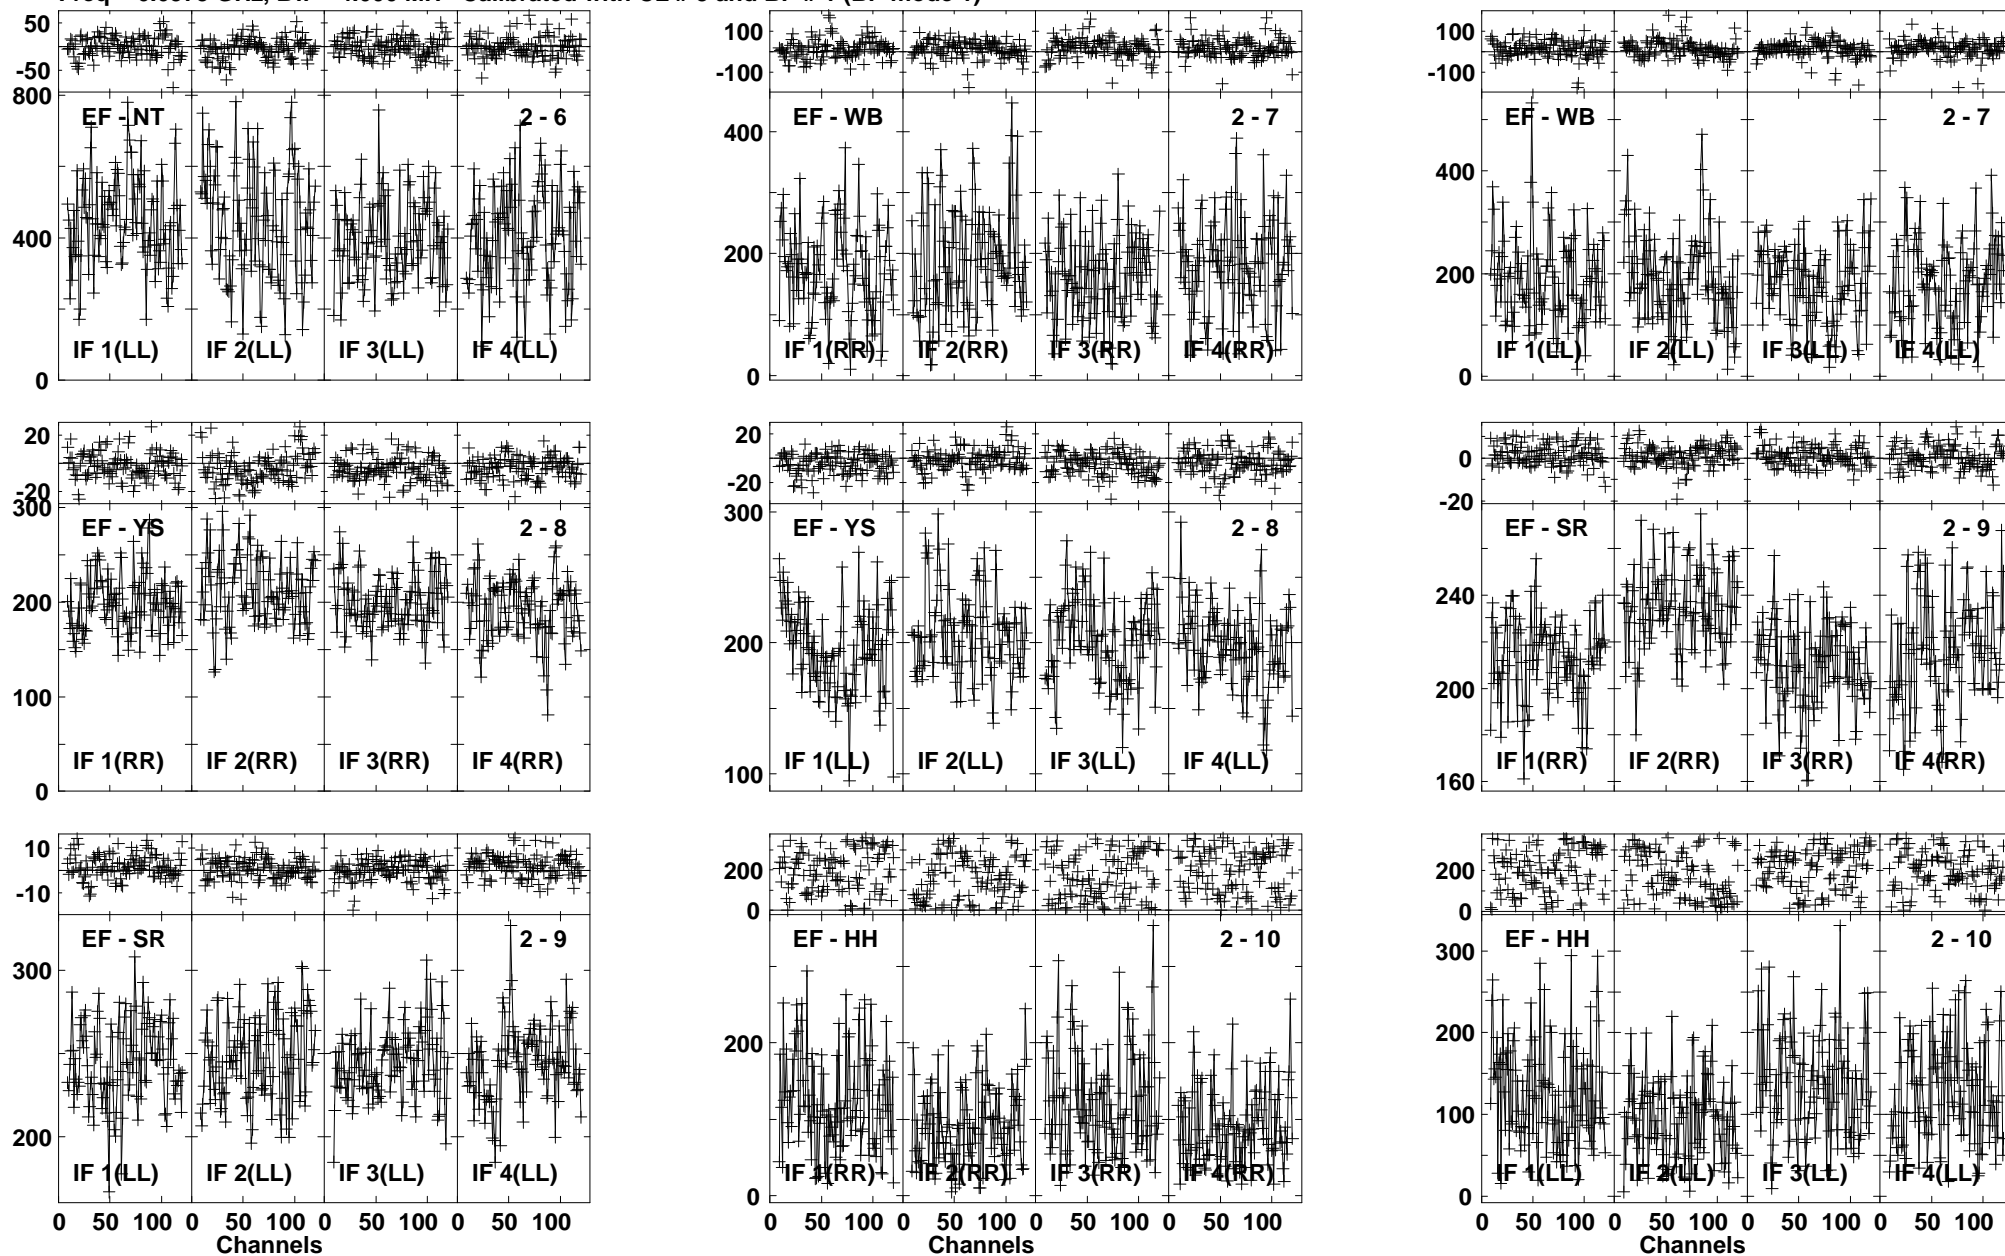 50
-50
800
400
0
EF - NT
2 - 6
IF 1(LL) IF 2(LL) IF 3(LL) IF 4(LL)
100
-100
400
200
0
EF - WB
2 - 7
IF 1(RR) IF 2(RR) IF 3(RR) IF 4(RR)
100
-100
400
200
0
EF - WB
2 - 7
IF 1(LL) IF 2(LL) IF 3(LL) IF 4(LL)
20
-20
300
200
100
0
EF - YS
2 - 8
IF 1(RR) IF 2(RR) IF 3(RR) IF 4(RR)
20
-20
300
200
100
EF - YS
2 - 8
IF 1(LL) IF 2(LL) IF 3(LL) IF 4(LL)
0
-20
240
200
160
EF - SR
2 - 9
IF 1(RR) IF 2(RR) IF 3(RR) IF 4(RR)
10
-10
300
200
EF - SR
2 - 9
IF 1(LL) IF 2(LL) IF 3(LL) IF 4(LL)
0 50 100 0 50 100 0 50 100 0 50 100
Channels
200
0
200
0
EF - HH
2 - 10
IF 1(RR) IF 2(RR) IF 3(RR) IF 4(RR)
0 50 100 0 50 100 0 50 100 0 50 100
Channels
200
0
300
200
100
0
EF - HH
2 - 10
IF 1(LL) IF 2(LL) IF 3(LL) IF 4(LL)
0 50 100 0 50 100 0 50 100 0 50 100
Channels